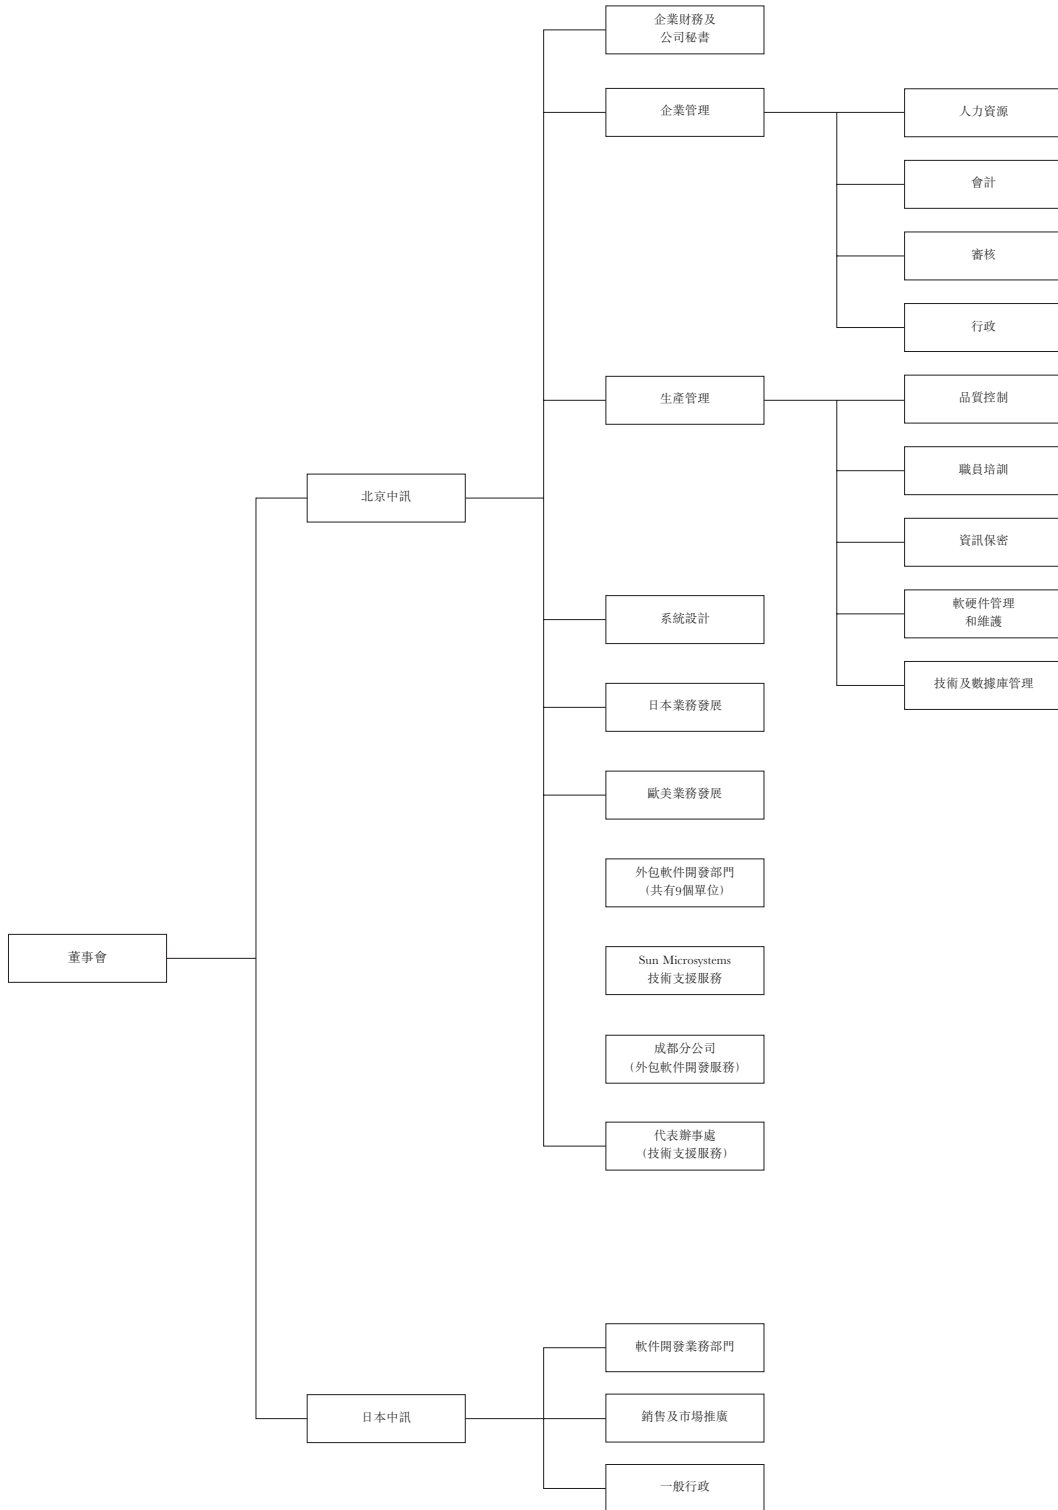 企業財務及
公司秘書
企業管理
人力資源
會計
審核
行政
生產管理
品質控制
職員培訓
北京中訊
資訊保密
軟硬件管理
和維護
系統設計
技術及數據庫管理
日本業務發展
歐美業務發展
外包軟件開發部門
(共有9個單位)
董事會
Sun Microsystems
技術支援服務
成都分公司
(外包軟件開發服務)
代表辦事處
(技術支援服務)
軟件開發業務部門
日本中訊
銷售及市場推廣
一般行政